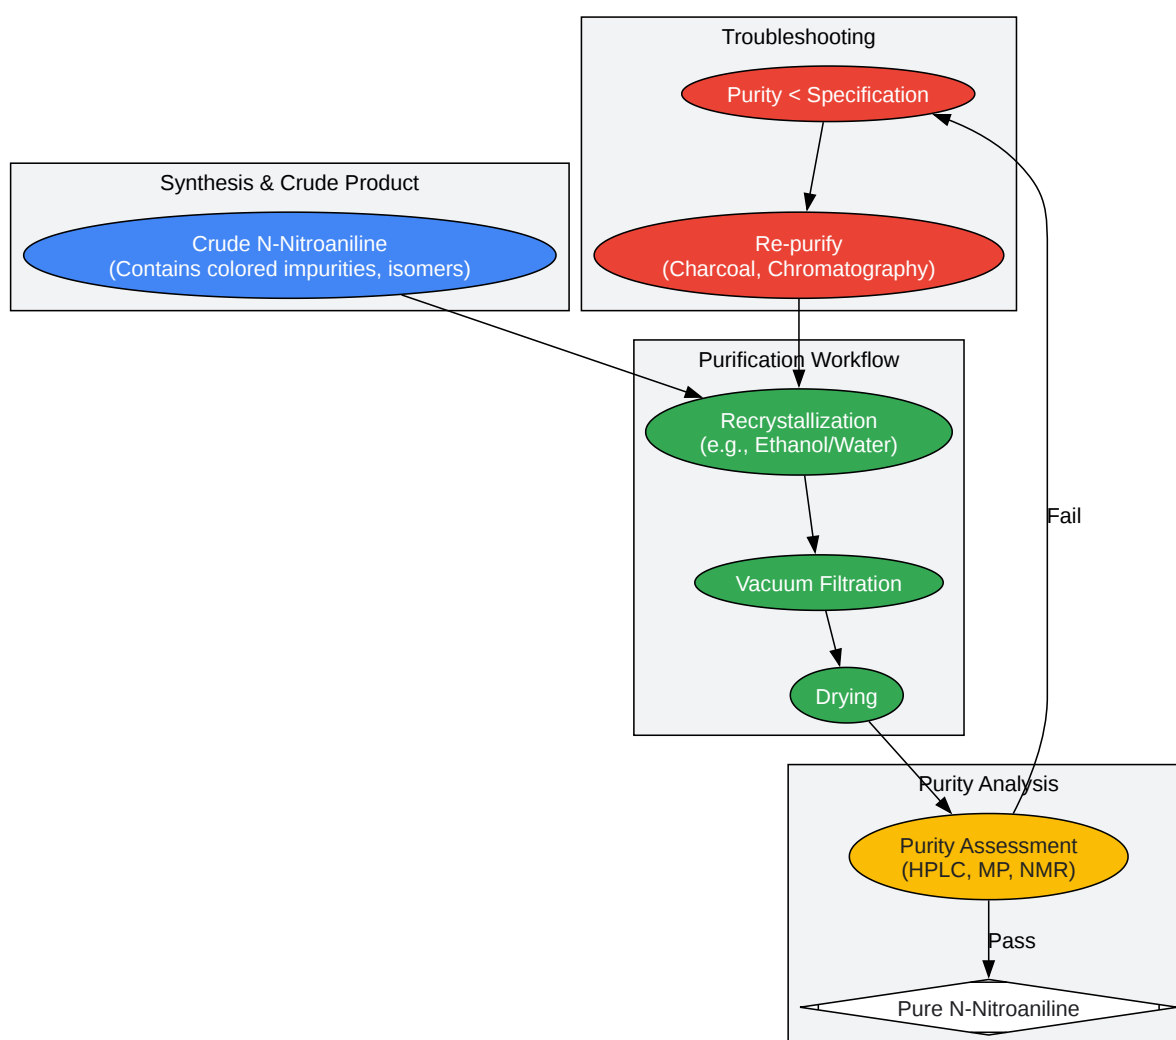 Troubleshooting
Purity < Specification
Synthesis & Crude Product
Crude N-Nitroaniline
(Contains colored impurities, isomers)
Re-purify
(Charcoal, Chromatography)
Purification Workflow
Recrystallization
(e.g., Ethanol/Water)
Fail
Vacuum Filtration
Drying
Purity Analysis
Purity Assessment
(HPLC, MP, NMR)
Pass
Pure N-Nitroaniline